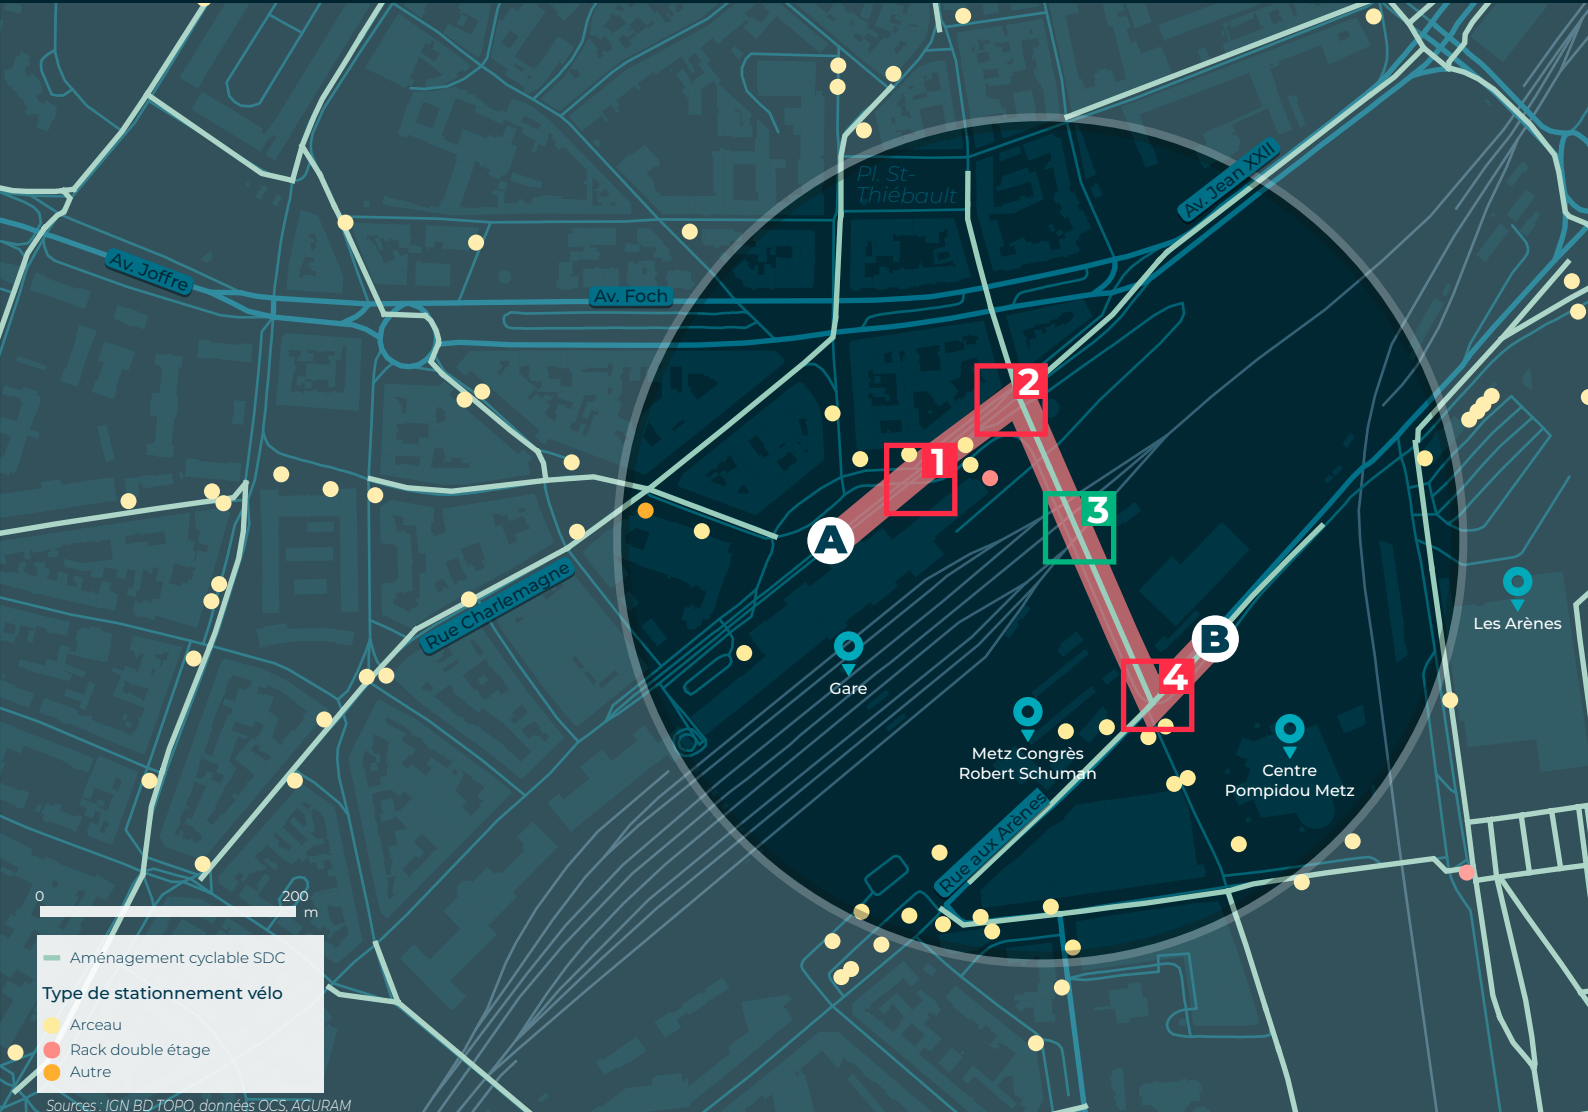 Pl. St-
Thiébault
Av. Jean XXII
Av. Joffre
Av. Foch
2
1
3
A
Rue Charlemagne
B
Les Arènes
4
Gare
Metz Congrès
Robert Schuman
Centre
Pompidou Metz
Rue aux Arènes
0 200
m
Aménagement cyclable SDC
Type de stationnement vélo
Arceau
Rack double étage
Autre
Sources : IGN BD TOPO, données OCS, AGURAM